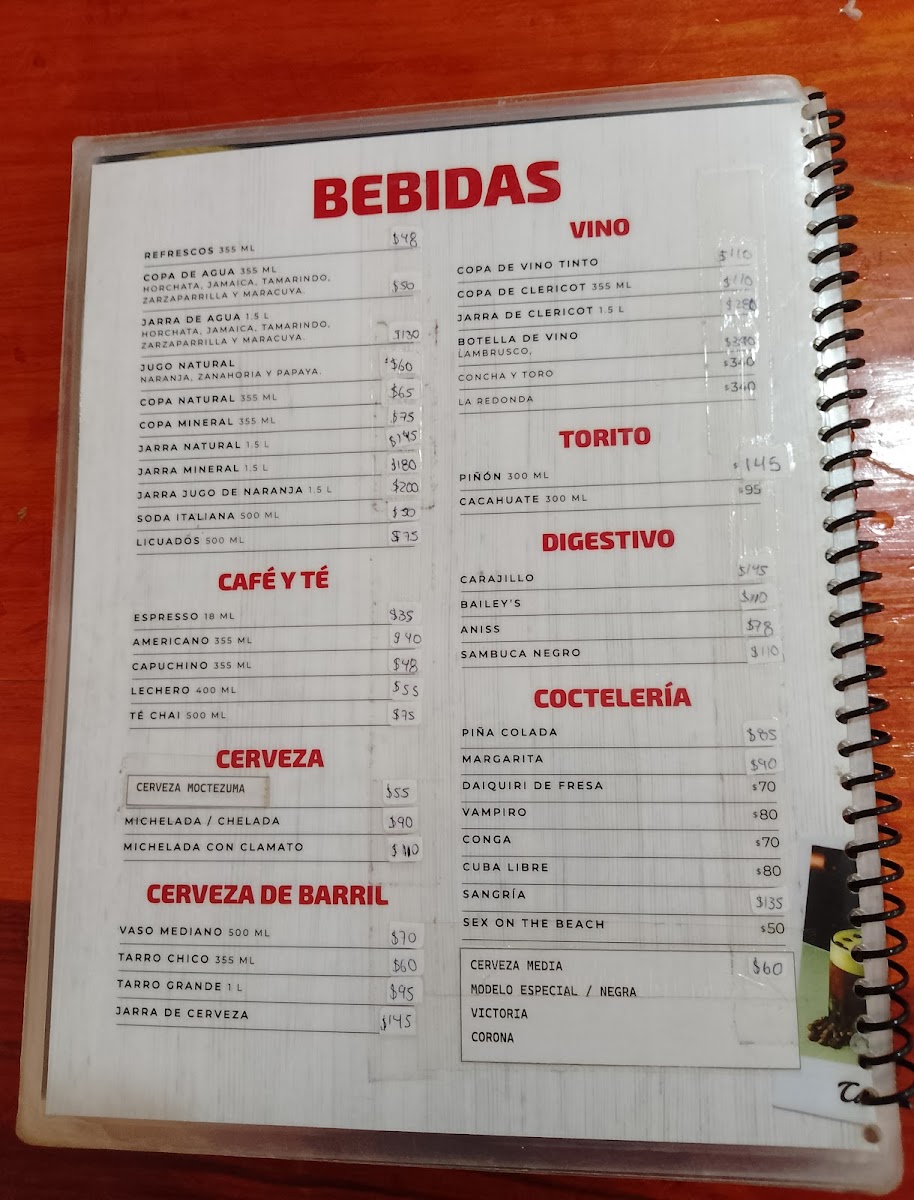 BEBIDAS
REFRESCOS 355 ML $48
COPA DE AGUA 355 ML
HORCHATA, JAMAICA, TAMARINDO,
ZARZAPARRILLA Y MARACUYA. $50
JARRA DE AGUA 1.5 L
HORCHATA, JAMAICA, TAMARINDO,
ZARZAPARRILLA Y MARACUYA. $130
JUGO NATURAL $60
NARANJA, ZANAHORIA Y PAPAYA.
COPA NATURAL 355 ML $65
COPA MINERAL 355 ML $75
JARRA NATURAL 1.5 L $145
JARRA MINERAL 1.5 L $180
JARRA JUGO DE NARANJA 1.5 L $200
SODA ITALIANA 500 ML $50
LICUADOS 500 ML $75
CAFÉ Y TÉ
ESPRESSO 18 ML $35
AMERICANO 355 ML $40
CAPUCHINO 355 ML $48
LECHERO 400 ML $55
TÉ CHAI 500 ML $75
CERVEZA
CERVEZA MOCTEZUMA $55
MICHELADA / CHELADA $90
MICHELADA CON CLAMATO $110
CERVEZA DE BARRIL
VASO MEDIANO 500 ML $70
TARRO CHICO 355 ML $60
TARRO GRANDE 1 L $95
JARRA DE CERVEZA $145
VINO
COPA DE VINO TINTO $110
COPA DE CLERICOT 355 ML $110
JARRA DE CLERICOT 1.5 L $280
BOTELLA DE VINO
LAMBRUSCO,
CONCHA Y TORO $340
LA REDONDA $340
TORITO
PIÑÓN 300 ML $145
CACAHUATE 300 ML $95
DIGESTIVO
CARAJILLO $145
BAILEY'S $110
ANISS $78
SAMBUCA NEGRO $110
COCTELERÍA
PIÑA COLADA $85
MARGARITA $90
DAIQUIRI DE FRESA $70
VAMPIRO $80
CONGA $70
CUBA LIBRE $80
SANGRÍA $135
SEX ON THE BEACH $50
CERVEZA MEDIA $60
MODELO ESPECIAL / NEGRA
VICTORIA
CORONA